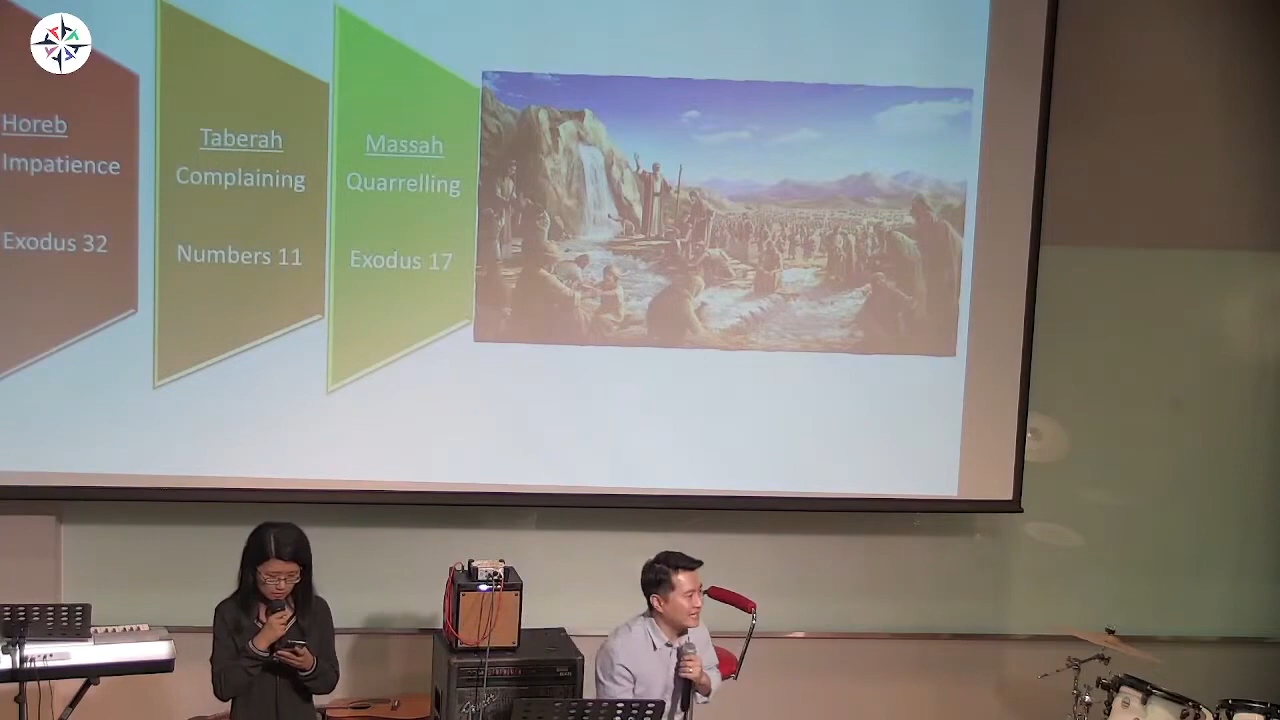 Horeb
Impatience
Exodus 32
Taberah
Complaining
Numbers 11
Massah
Quarrelling
Exodus 17